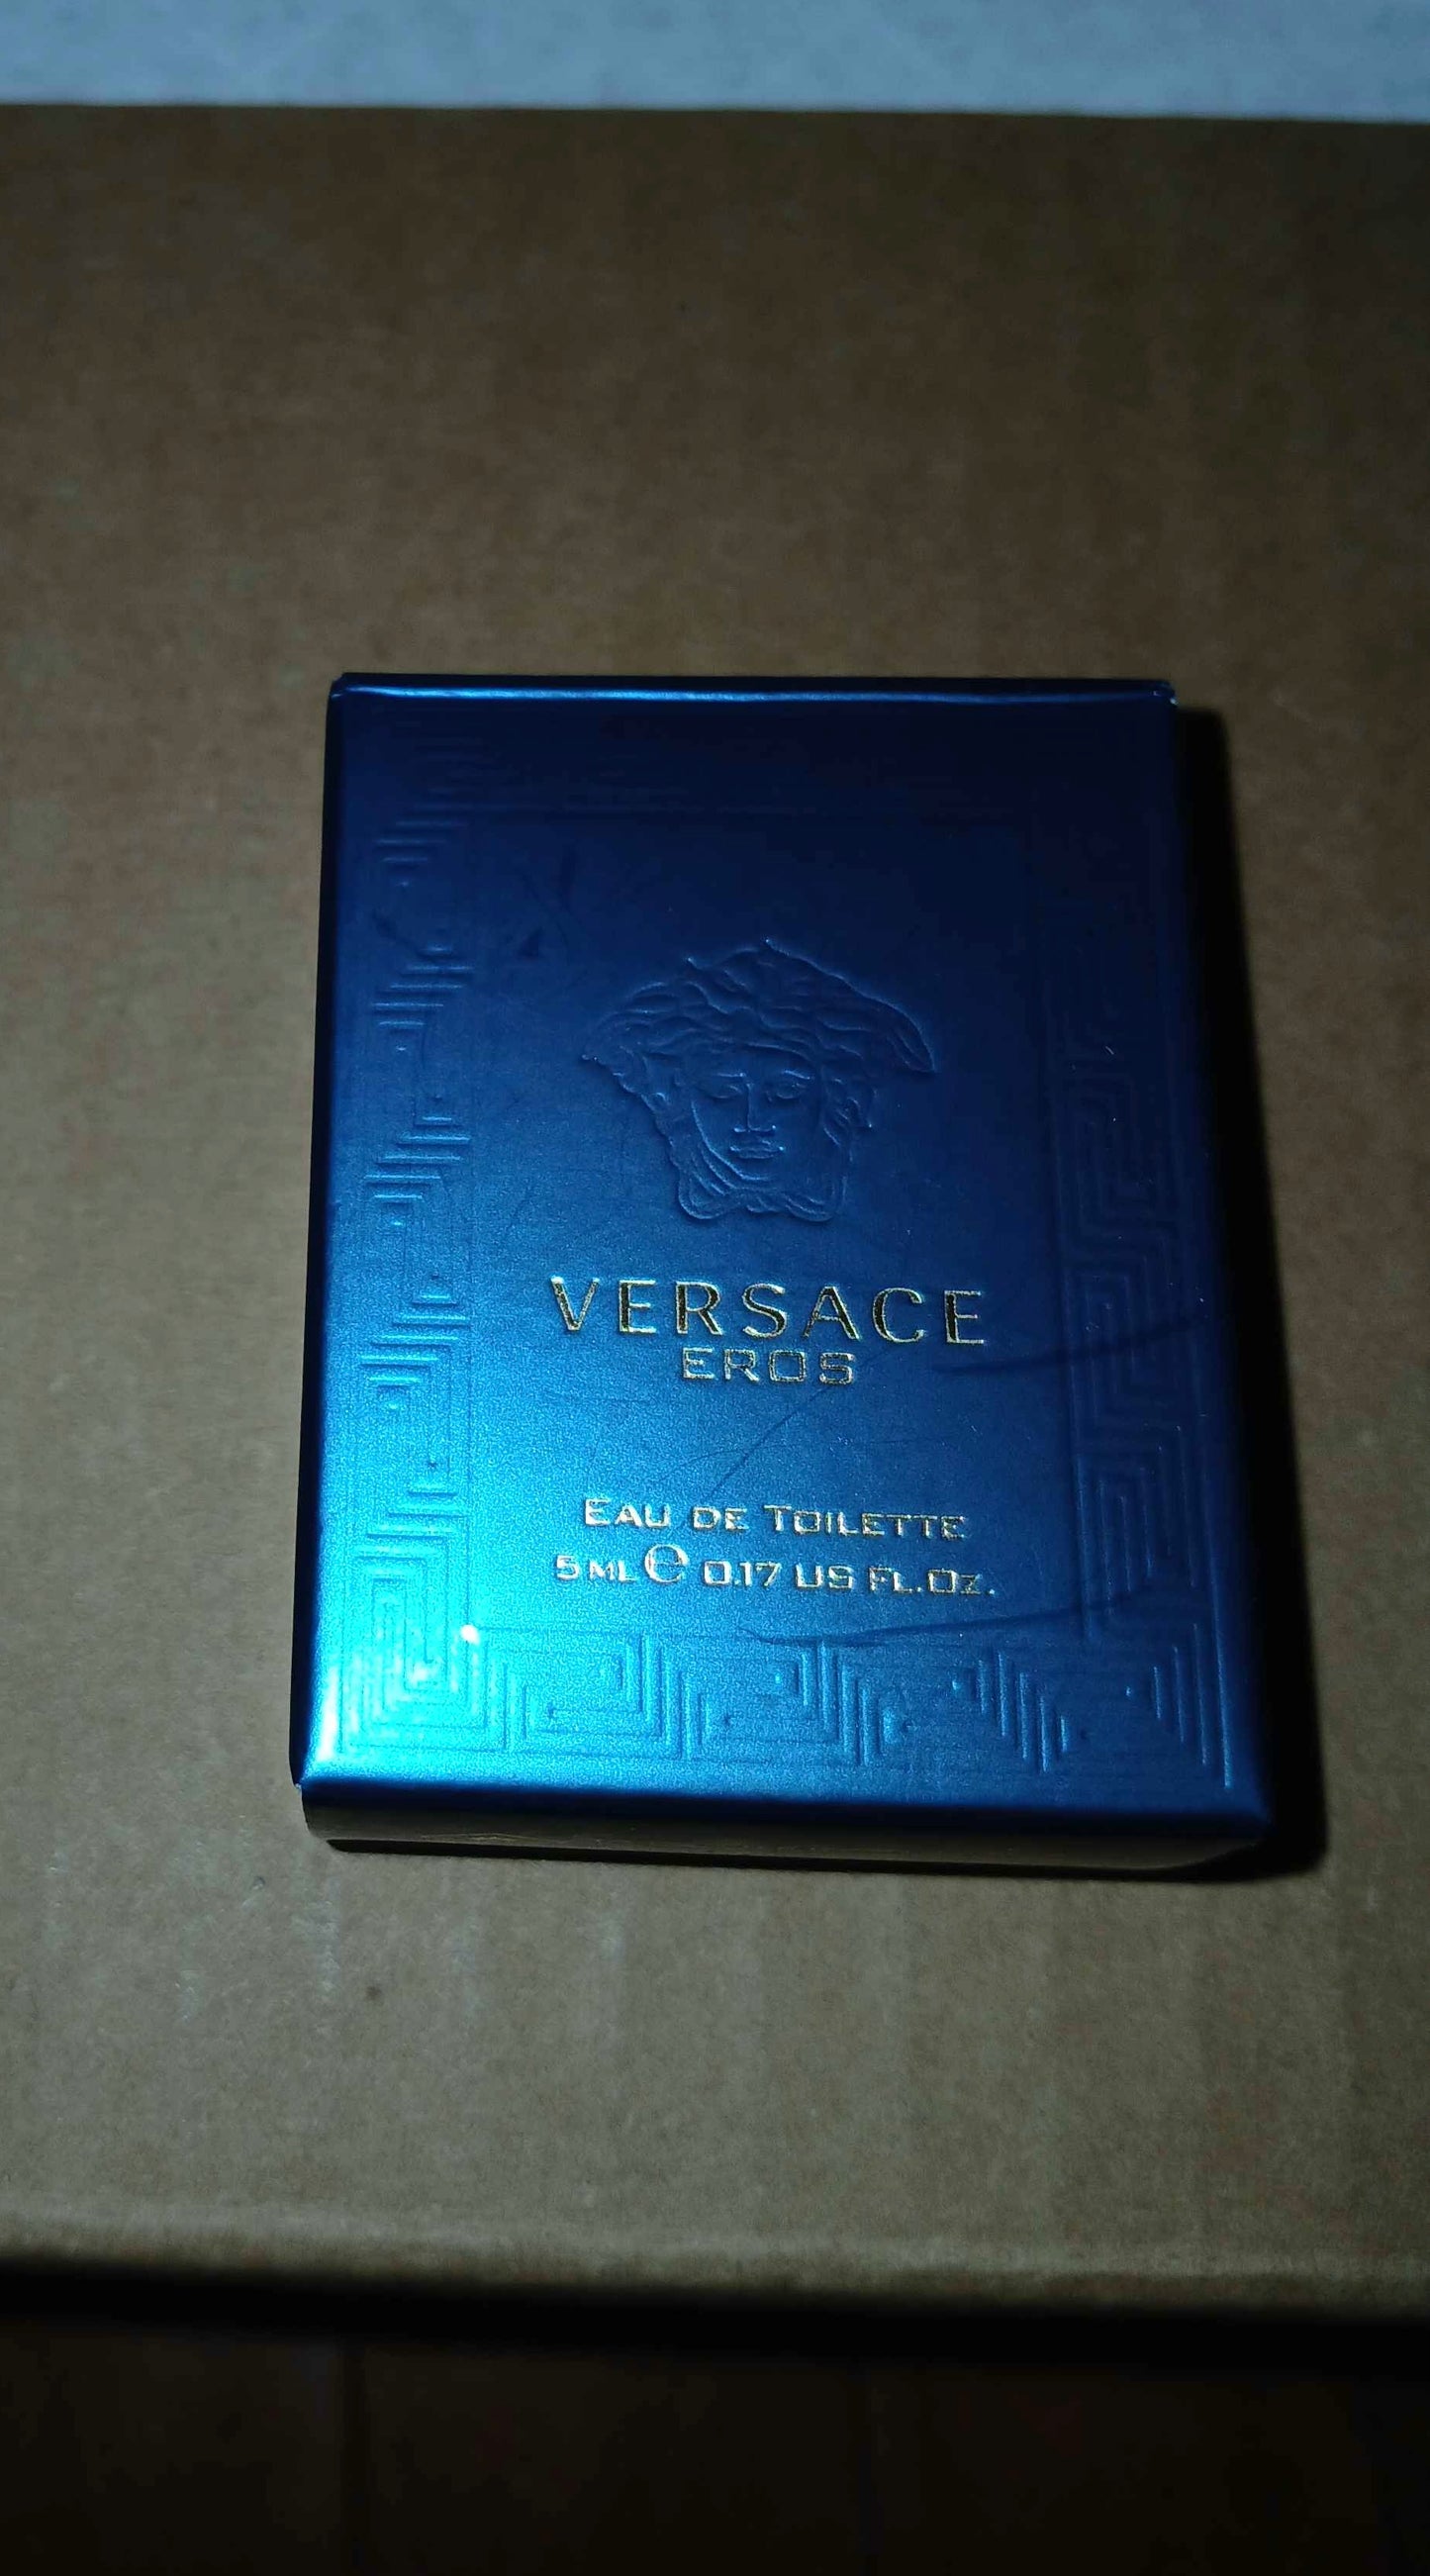 VERSACE
EROS
EAU DE TOILETTE
5 ML ℮ 0.17 US FL.OZ.